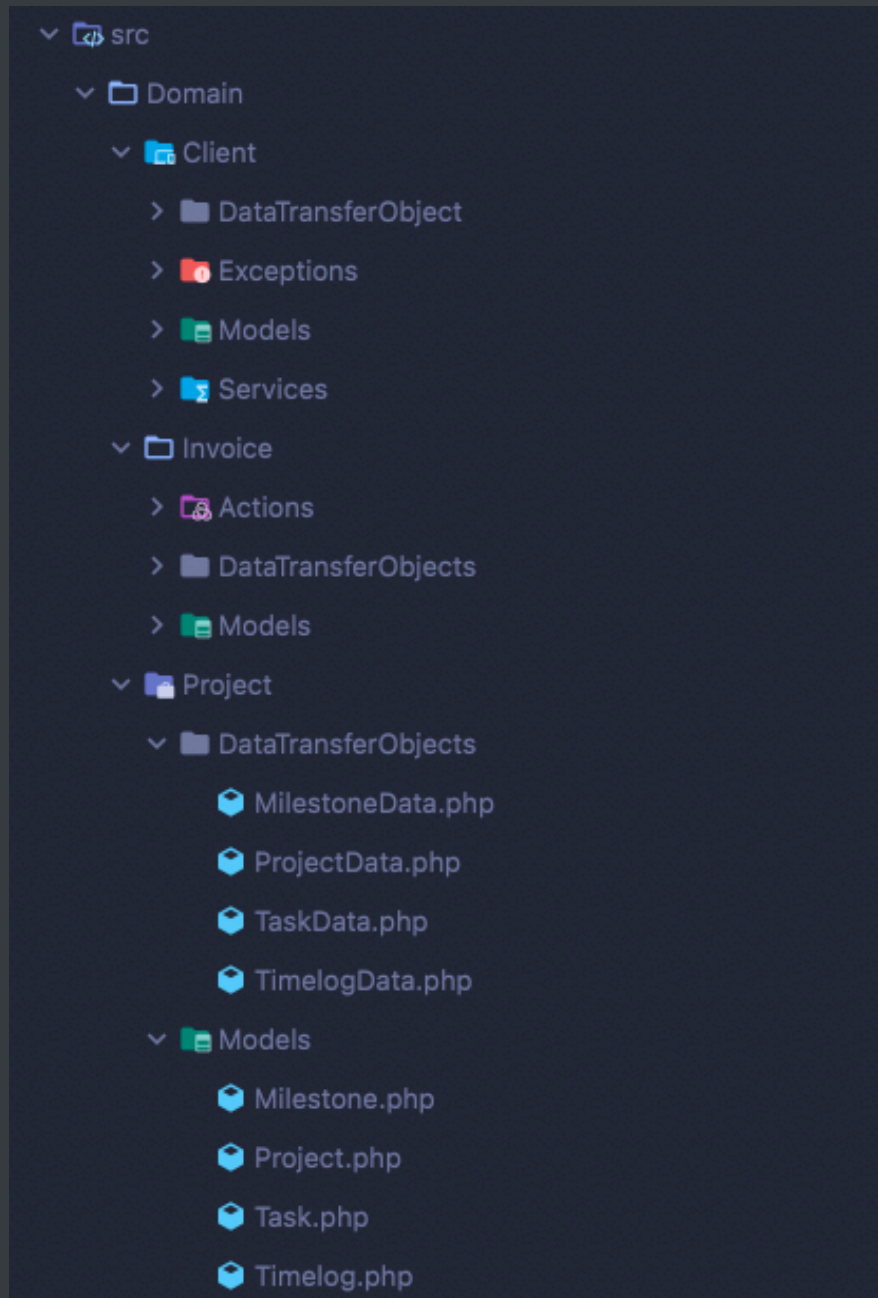 src
Domain
Client
DataTransferObject
Exceptions
Models
Services
Invoice
Actions
DataTransferObjects
Models
Project
DataTransferObjects
MilestoneData.php
ProjectData.php
TaskData.php
TimelogData.php
Models
Milestone.php
Project.php
Task.php
Timelog.php